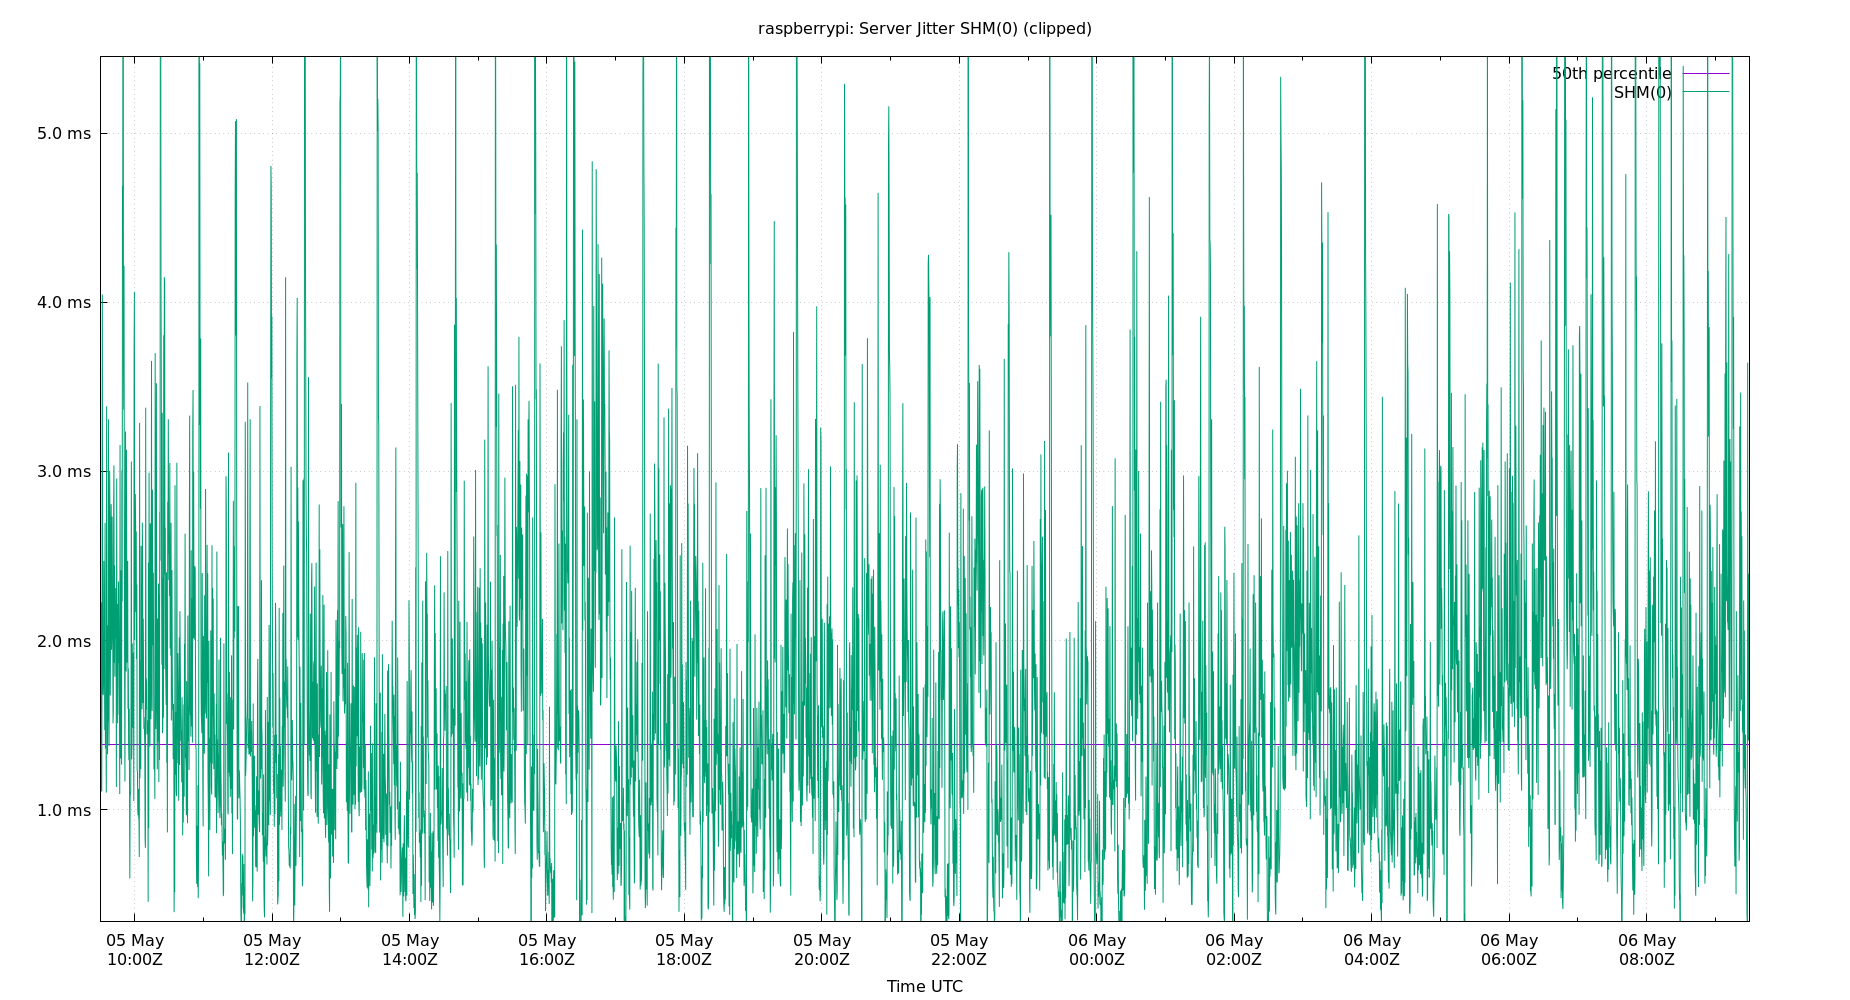 raspberrypi: Server Jitter SHM(0) (clipped)
50th percentile
SHM(0)
5.0 ms
4.0 ms
3.0 ms
2.0 ms
1.0 ms
05 May 05 May 05 May 05 May 05 May 05 May 05 May 06 May 06 May 06 May 06 May 06 May
10:00Z 12:00Z 14:00Z 16:00Z 18:00Z 20:00Z 22:00Z 00:00Z 02:00Z 04:00Z 06:00Z 08:00Z
Time UTC